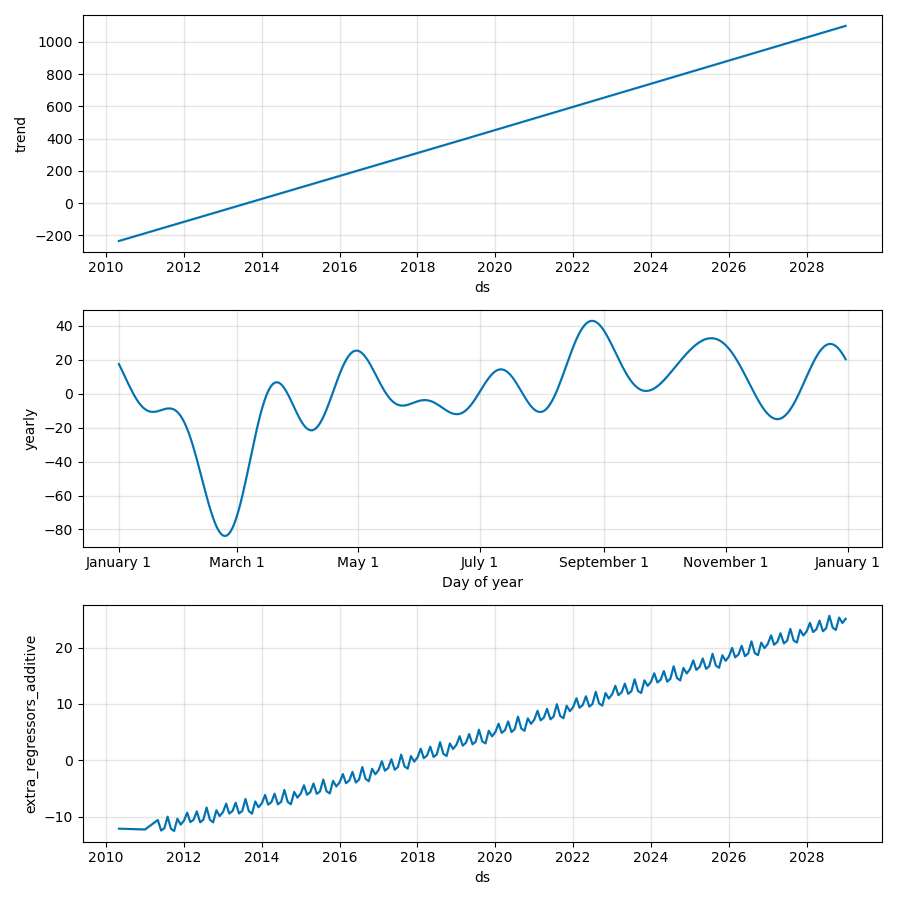 1000
800
600
400
200
0
−200
trend
2010 2012 2014 2016 2018 2020 2022 2024 2026 2028
ds
40
20
0
−20
−40
−60
−80
yearly
January 1 March 1 May 1 July 1 September 1 November 1 January 1
Day of year
20
10
0
−10
extra_regressors_additive
2010 2012 2014 2016 2018 2020 2022 2024 2026 2028
ds